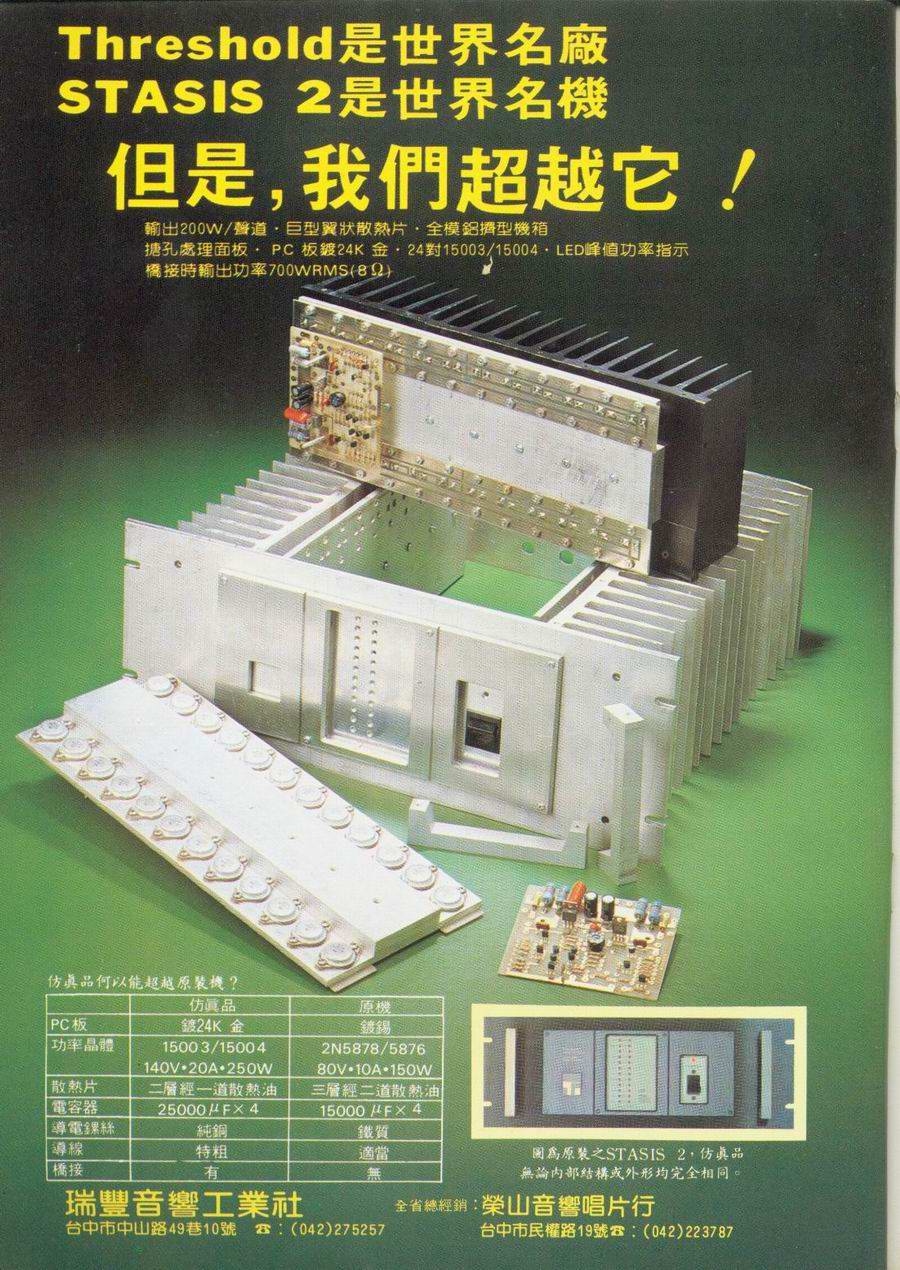 Threshold是世界名廠
STASIS 2是世界名機
但是,我們超越它！
輸出200W/聲道·巨型翼狀散熱片·全模鋁擠型機箱
搪孔處理面板·PC 板鍍24K 金·24對15003/15004·LED峰值功率指示
橋接時輸出功率700WRMS(8Ω)
仿眞品何以能超越原裝機？
仿眞品 原機
PC板 鍍24K 金 鍍錫
功率晶體 15003/15004 2N5878/5876
140V•20A•250W 80V•10A•150W
散熱片 二層經一道散熱油 三層經二道散熱油
電容器 25000μF×4 15000μF×4
導電鏍絲 純銅 鐵質
導線 特粗 適當
橋接 有 無
圖爲原裝之STASIS 2，仿眞品
無論內部結構或外形均完全相同。
瑞豐音響工業社
台中市中山路49巷10號 ☎：(042)275257
全省總經銷：榮山音響唱片行
台中市民權路19號☎：(042)223787